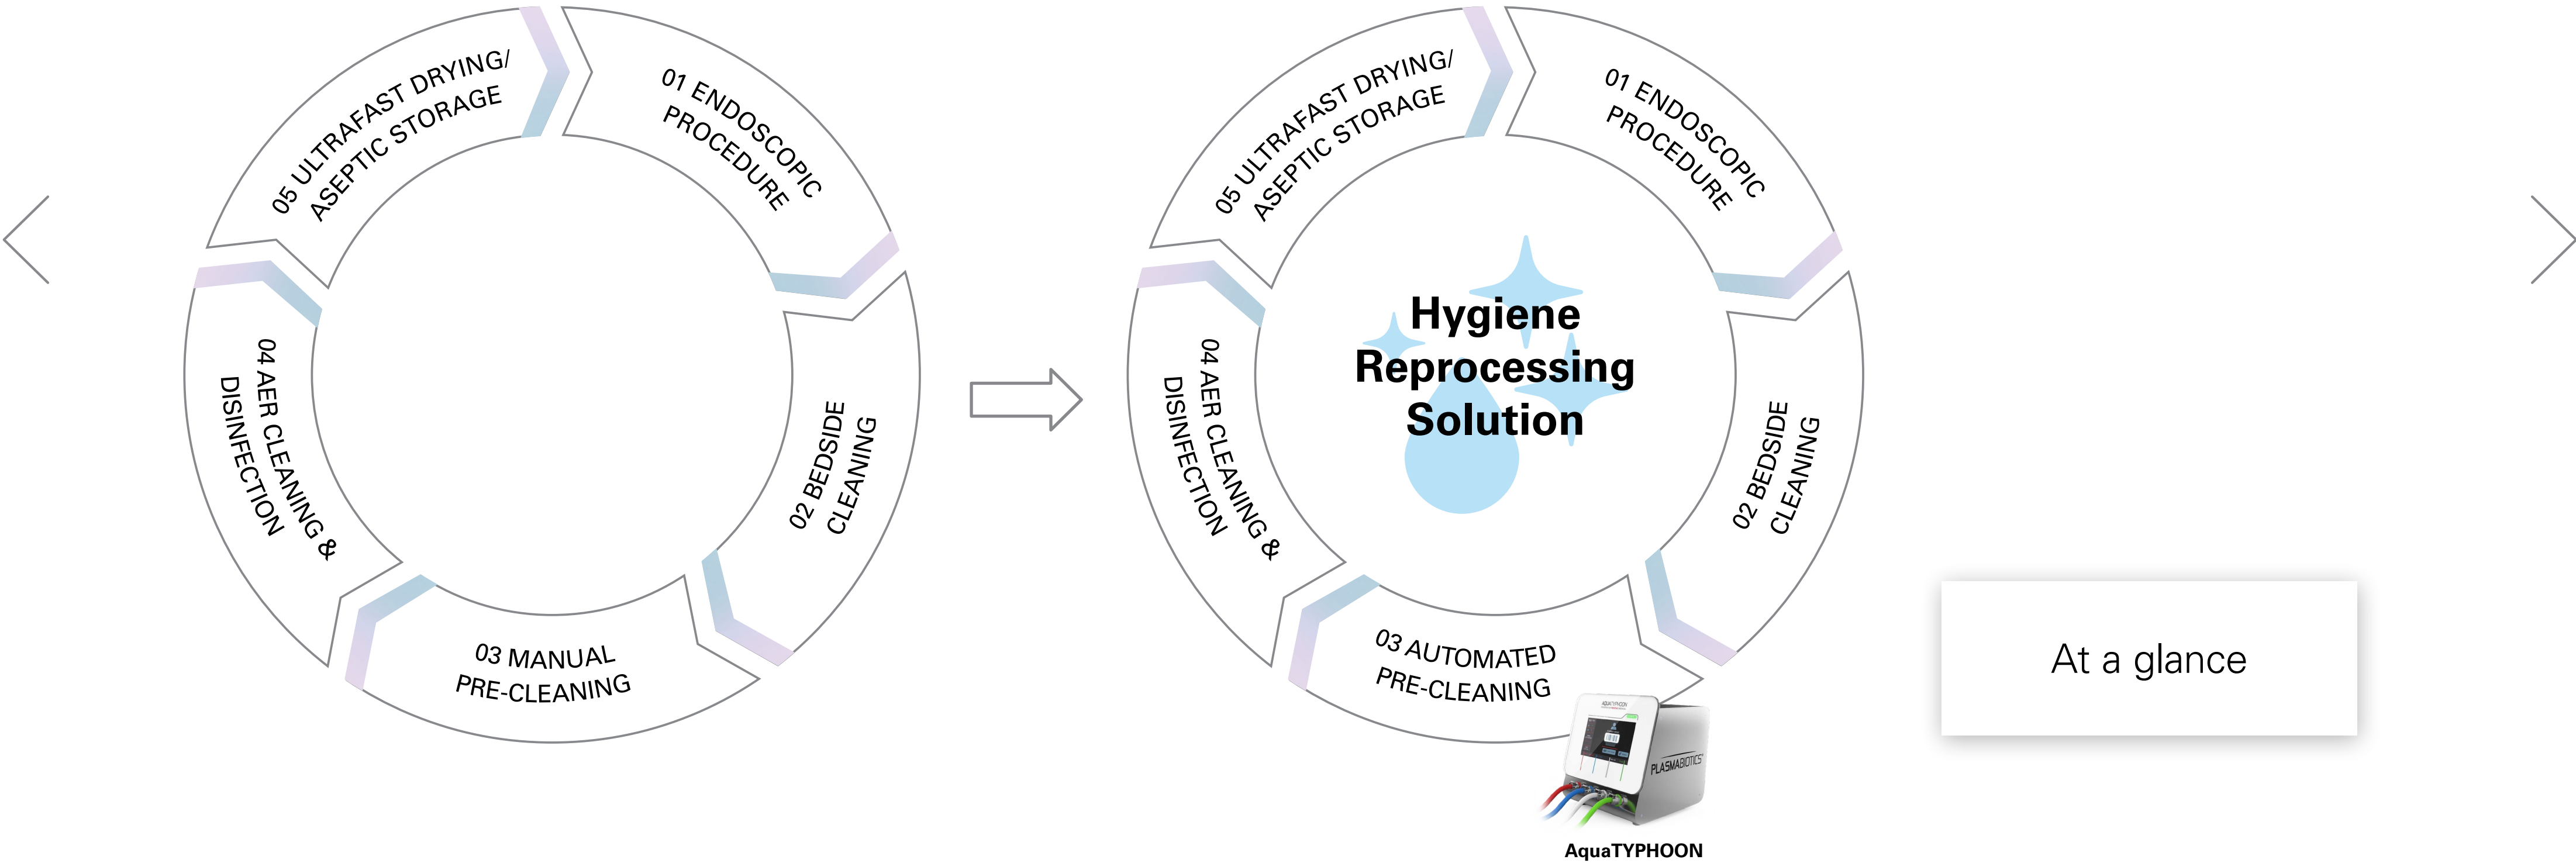 05 ULTRAFAST DRYING/
ASEPTIC STORAGE
01 ENDOSCOPIC
PROCEDURE
02 BEDSIDE
CLEANING
03 MANUAL
PRE-CLEANING
04 AER CLEANING &
DISINFECTION
05 ULTRAFAST DRYING/
ASEPTIC STORAGE
01 ENDOSCOPIC
PROCEDURE
02 BEDSIDE
CLEANING
03 AUTOMATED
PRE-CLEANING
04 AER CLEANING &
DISINFECTION
Hygiene
Reprocessing
Solution
AQUATYPHOON
PLASMABIOTICS
AquaTYPHOON
At a glance